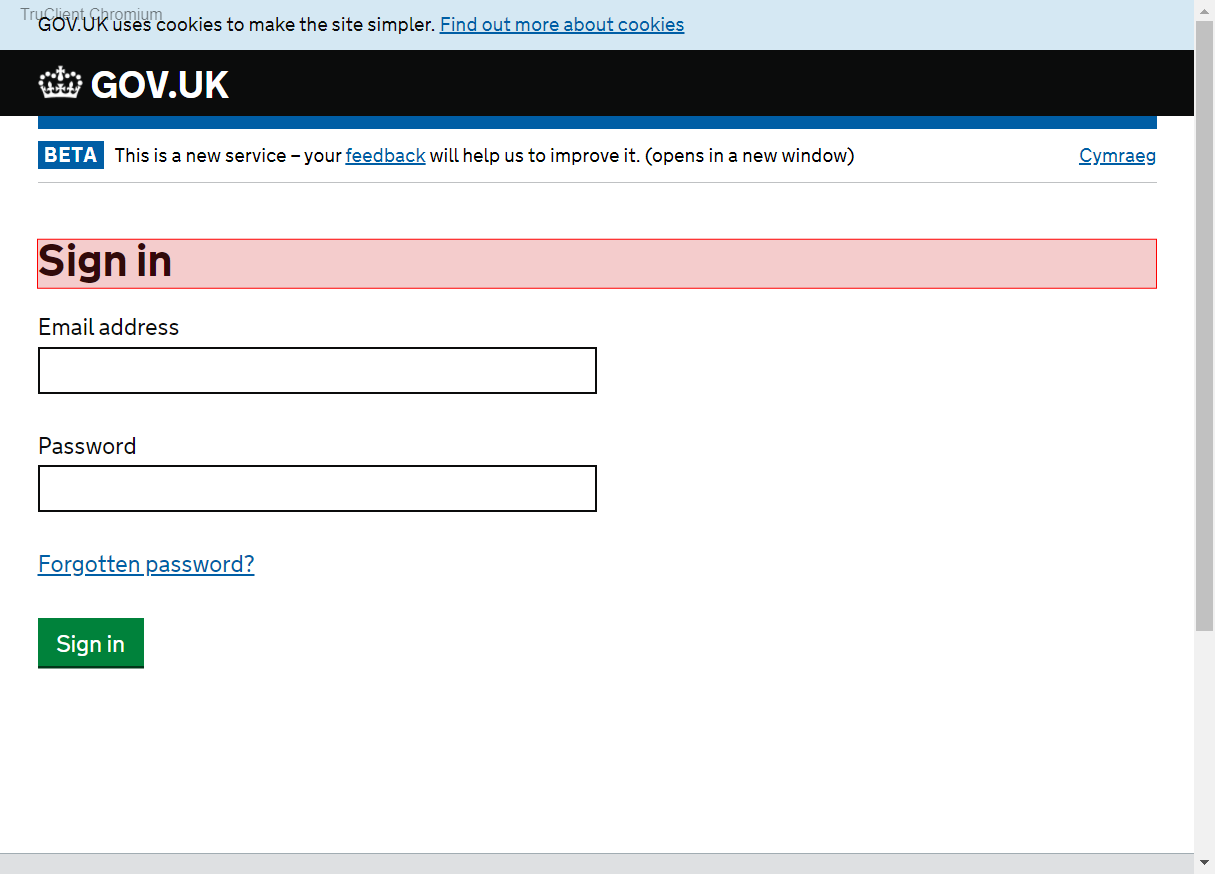 TruClient Chromium
GOV.UK uses cookies to make the site simpler. Find out more about cookies
GOV.UK
BETA This is a new service – your feedback will help us to improve it. (opens in a new window) Cymraeg
Sign in
Email address
Password
Forgotten password?
Sign in